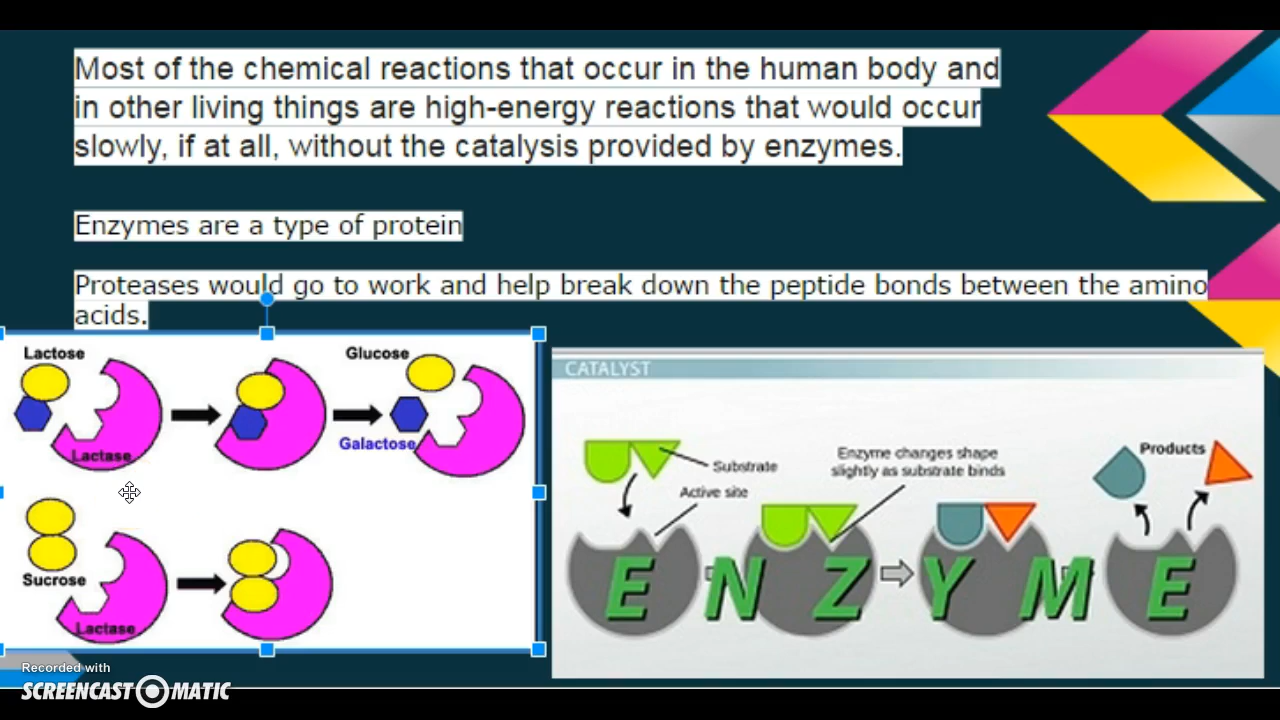 Most of the chemical reactions that occur in the human body and
in other living things are high-energy reactions that would occur
slowly, if at all, without the catalysis provided by enzymes.
Enzymes are a type of protein
Proteases would go to work and help break down the peptide bonds between the amino
acids.
Lactose
Glucose
Galactose
Lactase
Sucrose
Lactase
CATALYST
Substrate
Active site
Enzyme changes shape
slightly as substrate binds
Products
ENZYME
Recorded with
SCREENCAST MATIC